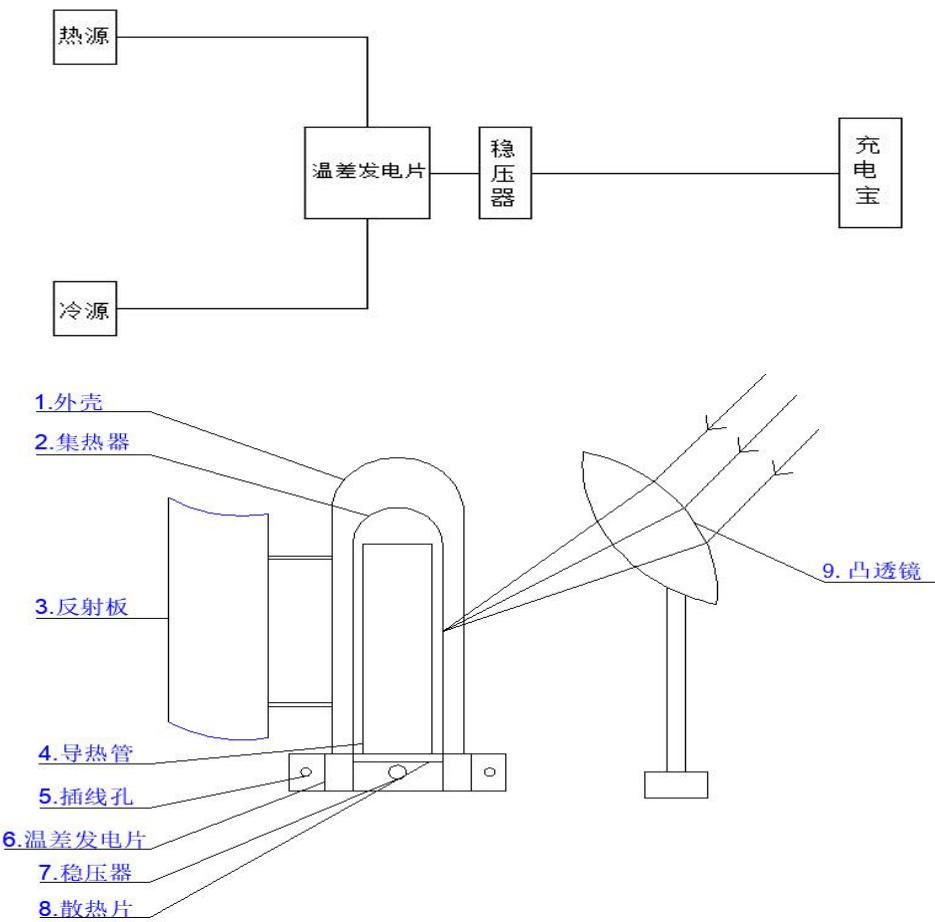 热源
温差发电片
稳压器
充电宝
冷源
1.外壳
2.集热器
3.反射板
9.凸透镜
4.导热管
5.插线孔
6.温差发电片
7.稳压器
8.散热片